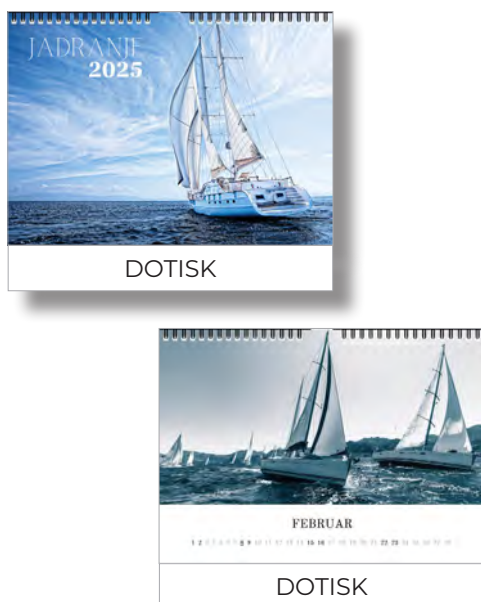 JADRANJE
2025
DOTISK
FEBRUAR
1 2 8 9 15 16 22 23
DOTISK